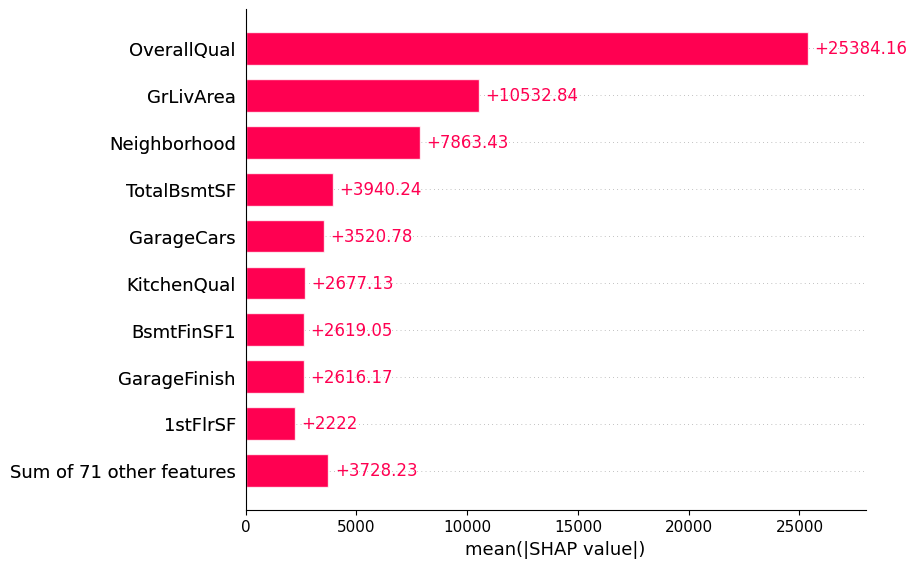 OverallQual +25384.16
GrLivArea +10532.84
Neighborhood +7863.43
TotalBsmtSF +3940.24
GarageCars +3520.78
KitchenQual +2677.13
BsmtFinSF1 +2619.05
GarageFinish +2616.17
1stFlrSF +2222
Sum of 71 other features +3728.23
0 5000 10000 15000 20000 25000
mean(|SHAP value|)